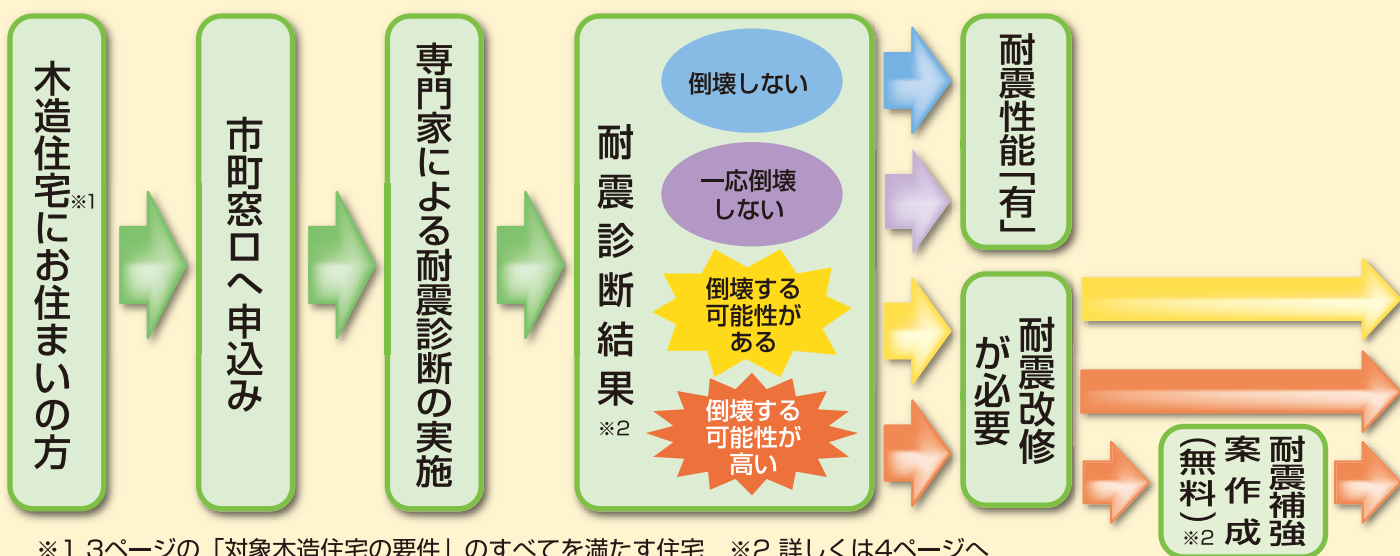 木造住宅※1にお住まいの方
市町窓口へ申込み
専門家による耐震診断の実施
耐震診断結果※2
倒壊しない
一応倒壊
しない
倒壊する
可能性が
ある
倒壊する
可能性が
高い
耐震性能「有」
耐震改修
が必要
耐震補強
案作成
(無料)※2
※1 3ページの「対象木造住宅の要件」のすべてを満たす住宅 ※2 詳しくは4ページへ